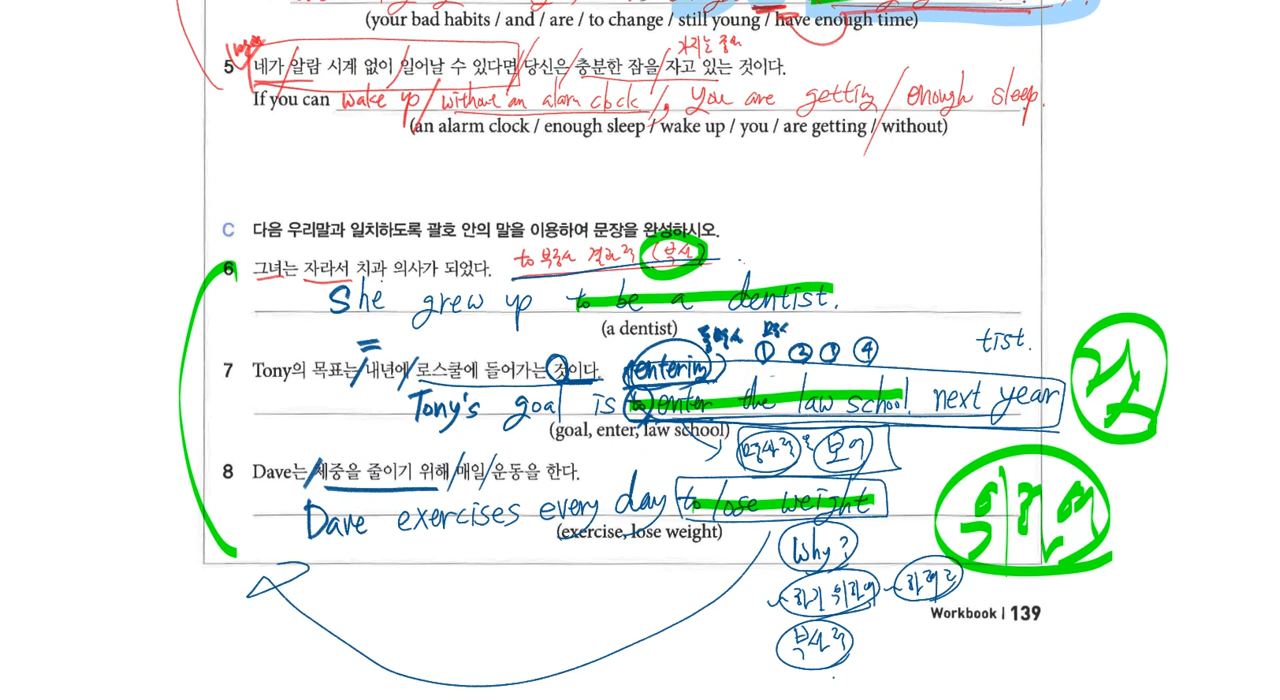 (your bad habits / and / are / to change / still young / have enough time)
5 네가 알람 시계 없이 일어날 수 있다면 당신은 충분한 잠을 자고 있는 것이다.
If you can wake up / without an alarm clock /, you are getting / enough sleep.
(an alarm clock / enough sleep / wake up / you / are getting / without)
C 다음 우리말과 일치하도록 괄호 안의 말을 이용하여 문장을 완성하시오.
to 부정사 결과적 (부사)
6 그녀는 자라서 치과 의사가 되었다.
She grew up to be a dentist.
(a dentist)
tist.
① ② ③ ④
7 Tony의 목표는 내년에 로스쿨에 들어가는 것이다. (entering)
Tony's goal is to enter the law school next year
(goal, enter, law school)
명사적 보어
8 Dave는 체중을 줄이기 위해 매일 운동을 한다.
Dave exercises every day to lose weight
(exercise, lose weight)
Why?
~하기 위하여 ~하려고
부사적
Workbook | 139